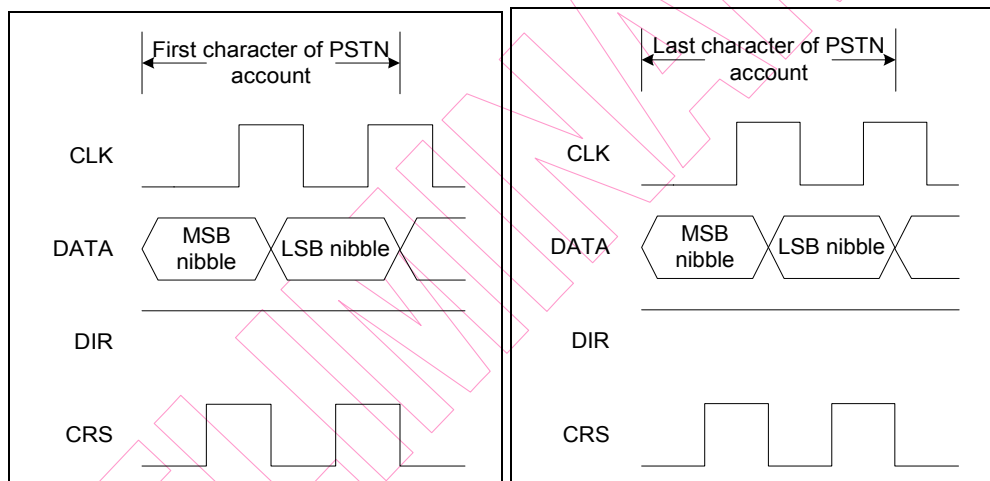 First character of PSTN
account
CLK
DATA
MSB
nibble
LSB nibble
DIR
CRS
Last character of PSTN
account
CLK
DATA
MSB
nibble
LSB nibble
DIR
CRS